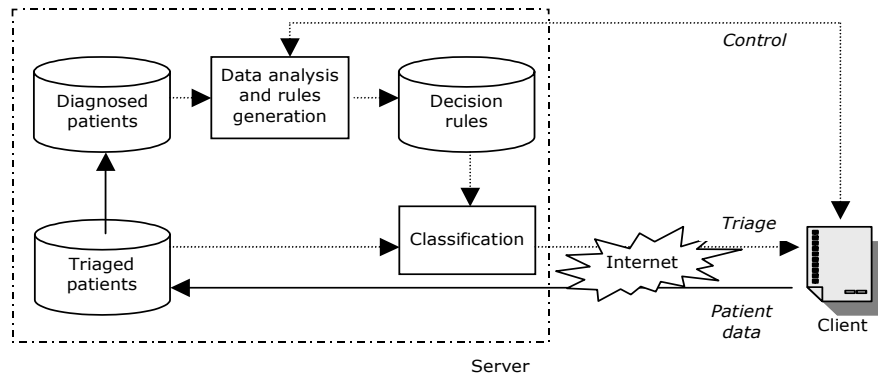 Control
Diagnosed
patients
Data analysis
and rules
generation
Decision
rules
Triaged
patients
Classification
Internet
Triage
Patient
data
Client
Server